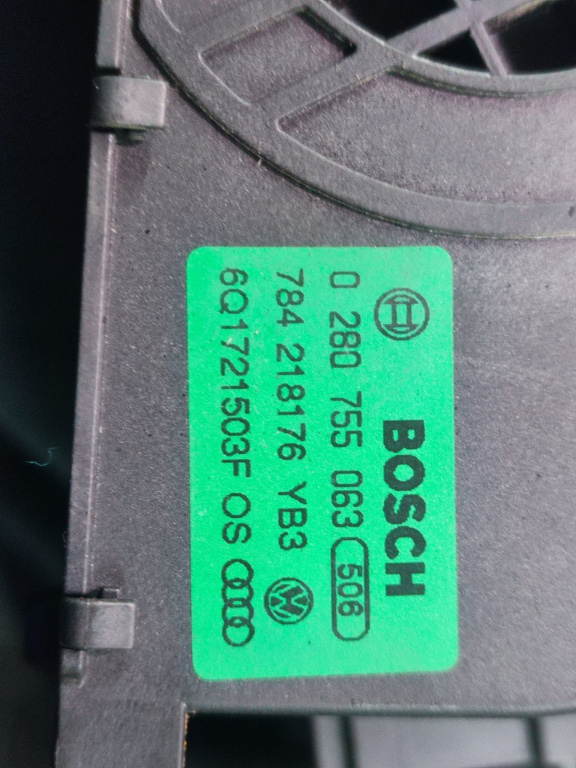 BOSCH
0 280 755 063 506
784 218176 YB3
6Q1721503F OS